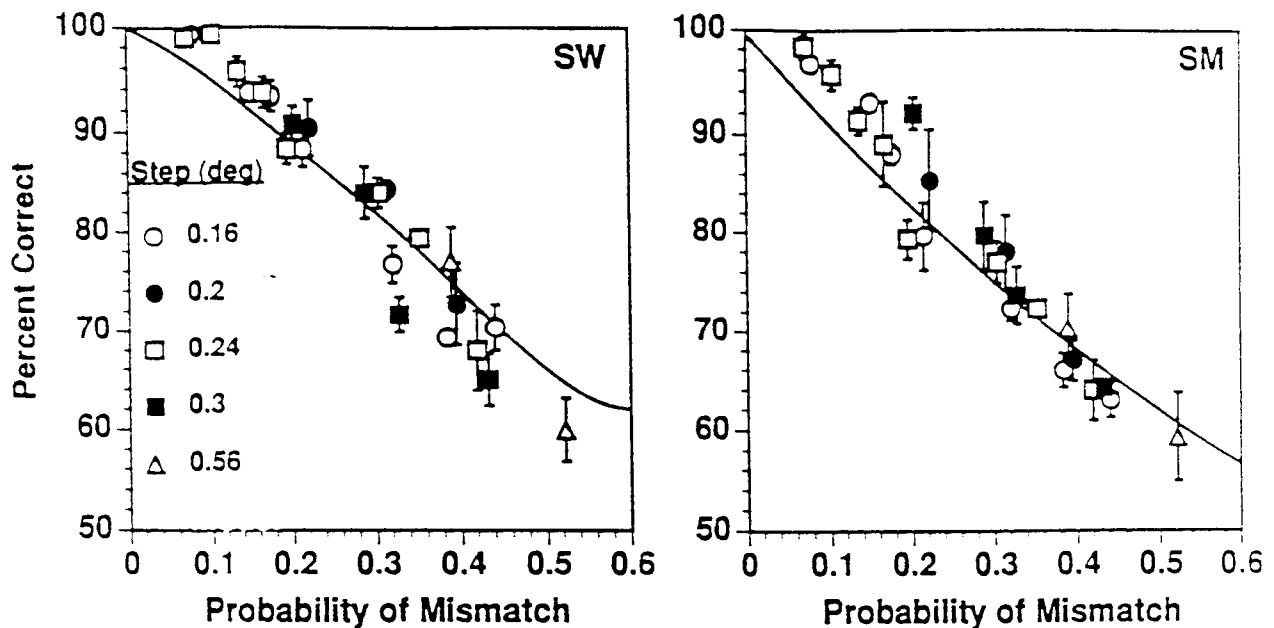 SW
100
90
80
70
60
50
Percent Correct
Step (deg)
0.16
0.2
0.24
0.3
0.56
0 0.1 0.2 0.3 0.4 0.5 0.6
Probability of Mismatch
SM
100
90
80
70
60
50
0 0.1 0.2 0.3 0.4 0.5 0.6
Probability of Mismatch